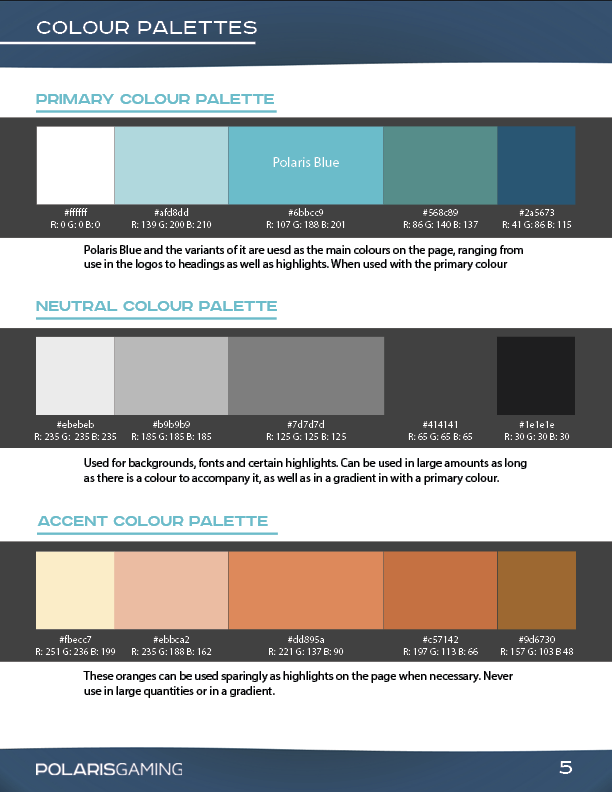 COLOUR PALETTES
PRIMARY COLOUR PALETTE
Polaris Blue
#ffffff #afd8dd #6bbcc9 #568c89 #2a5673
R: 0 G: 0 B: 0 R: 139 G: 200 B: 210 R: 107 G: 188 B: 201 R: 86 G: 140 B: 137 R: 41 G: 86 B: 115
Polaris Blue and the variants of it are uesd as the main colours on the page, ranging from
use in the logos to headings as well as highlights. When used with the primary colour
NEUTRAL COLOUR PALETTE
#ebebeb #b9b9b9 #7d7d7d #414141 #1e1e1e
R: 235 G: 235 B: 235 R: 185 G: 185 B: 185 R: 125 G: 125 B: 125 R: 65 G: 65 B: 65 R: 30 G: 30 B: 30
Used for backgrounds, fonts and certain highlights. Can be used in large amounts as long
as there is a colour to accompany it, as well as in a gradient in with a primary colour.
ACCENT COLOUR PALETTE
#fbecc7 #ebbca2 #dd895a #c57142 #9d6730
R: 251 G: 236 B: 199 R: 235 G: 188 B: 162 R: 221 G: 137 B: 90 R: 197 G: 113 B: 66 R: 157 G: 103 B 48
These oranges can be used sparingly as highlights on the page when necessary. Never
use in large quantities or in a gradient.
POLARISGAMING 5